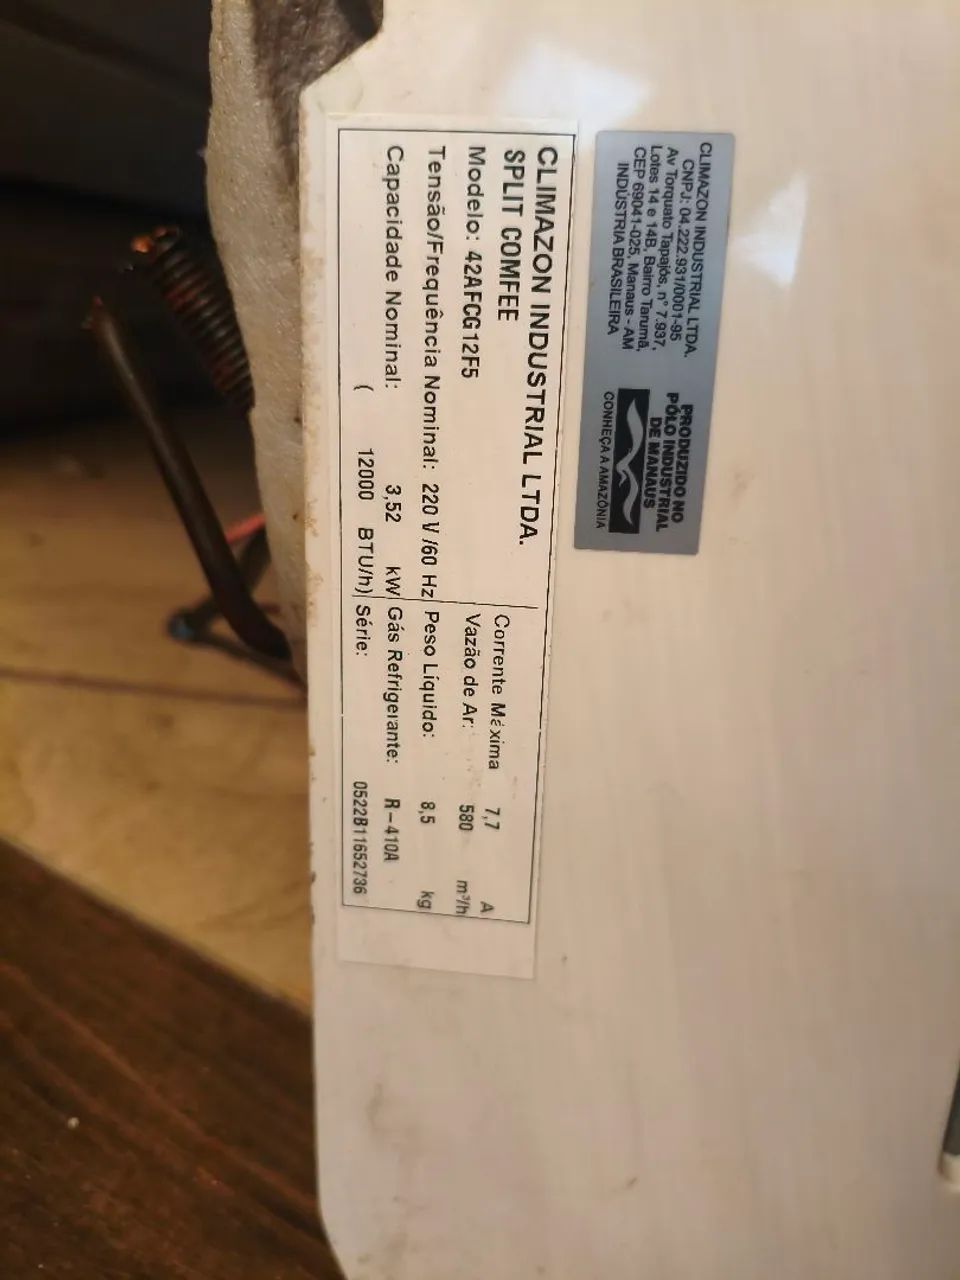 CLIMAZON INDUSTRIAL LTDA.
CNPJ: 04.222.931/0001-95
Av Torquato Tapajós, n° 7.937,
Lotes 14 e 14B, Bairro Tarumã,
CEP 69041-025, Manaus - AM
INDÚSTRIA BRASILEIRA
PRODUZIDO NO
PÓLO INDUSTRIAL
DE MANAUS
CONHEÇA A AMAZÔNIA
CLIMAZON INDUSTRIAL LTDA.
SPLIT COMFEE
Modelo: 42AFCG12F5
Tensão/Frequência Nominal: 220 V /60 Hz
Capacidade Nominal: 3,52 kW
( 12000 BTU/h)
Corrente Máxima 7,7 A
Vazão de Ar: 580 m³/h
Peso Líquido: 8,5 kg
Gás Refrigerante: R-410A
Série: 0522B11652736